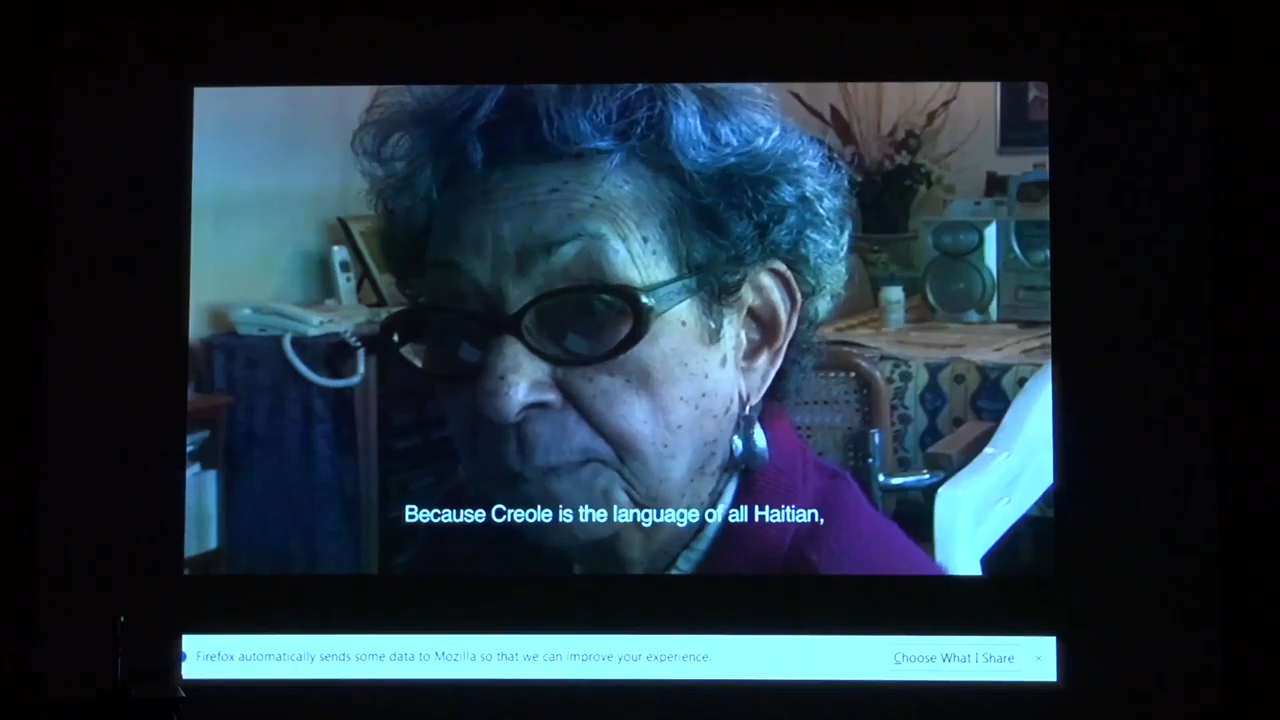 Because Creole is the language of all Haitian,
Firefox automatically sends some data to Mozilla so that we can improve your experience.
Choose What I Share
×